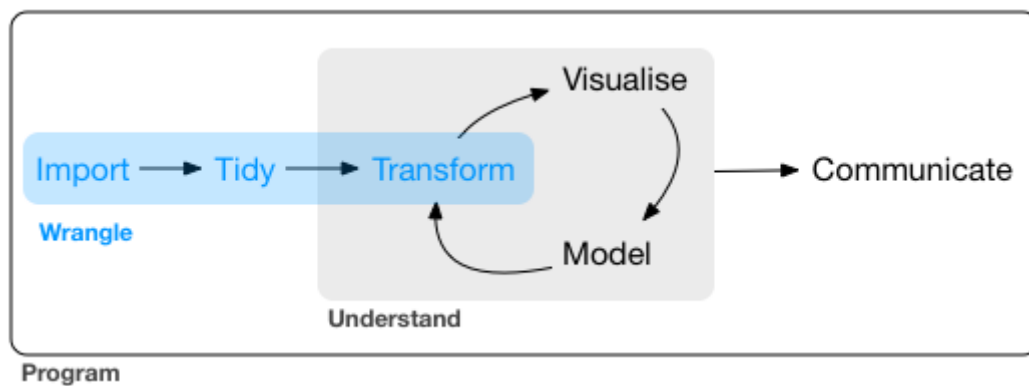 Visualise
Import
Tidy
Transform
Communicate
Wrangle
Model
Understand
Program